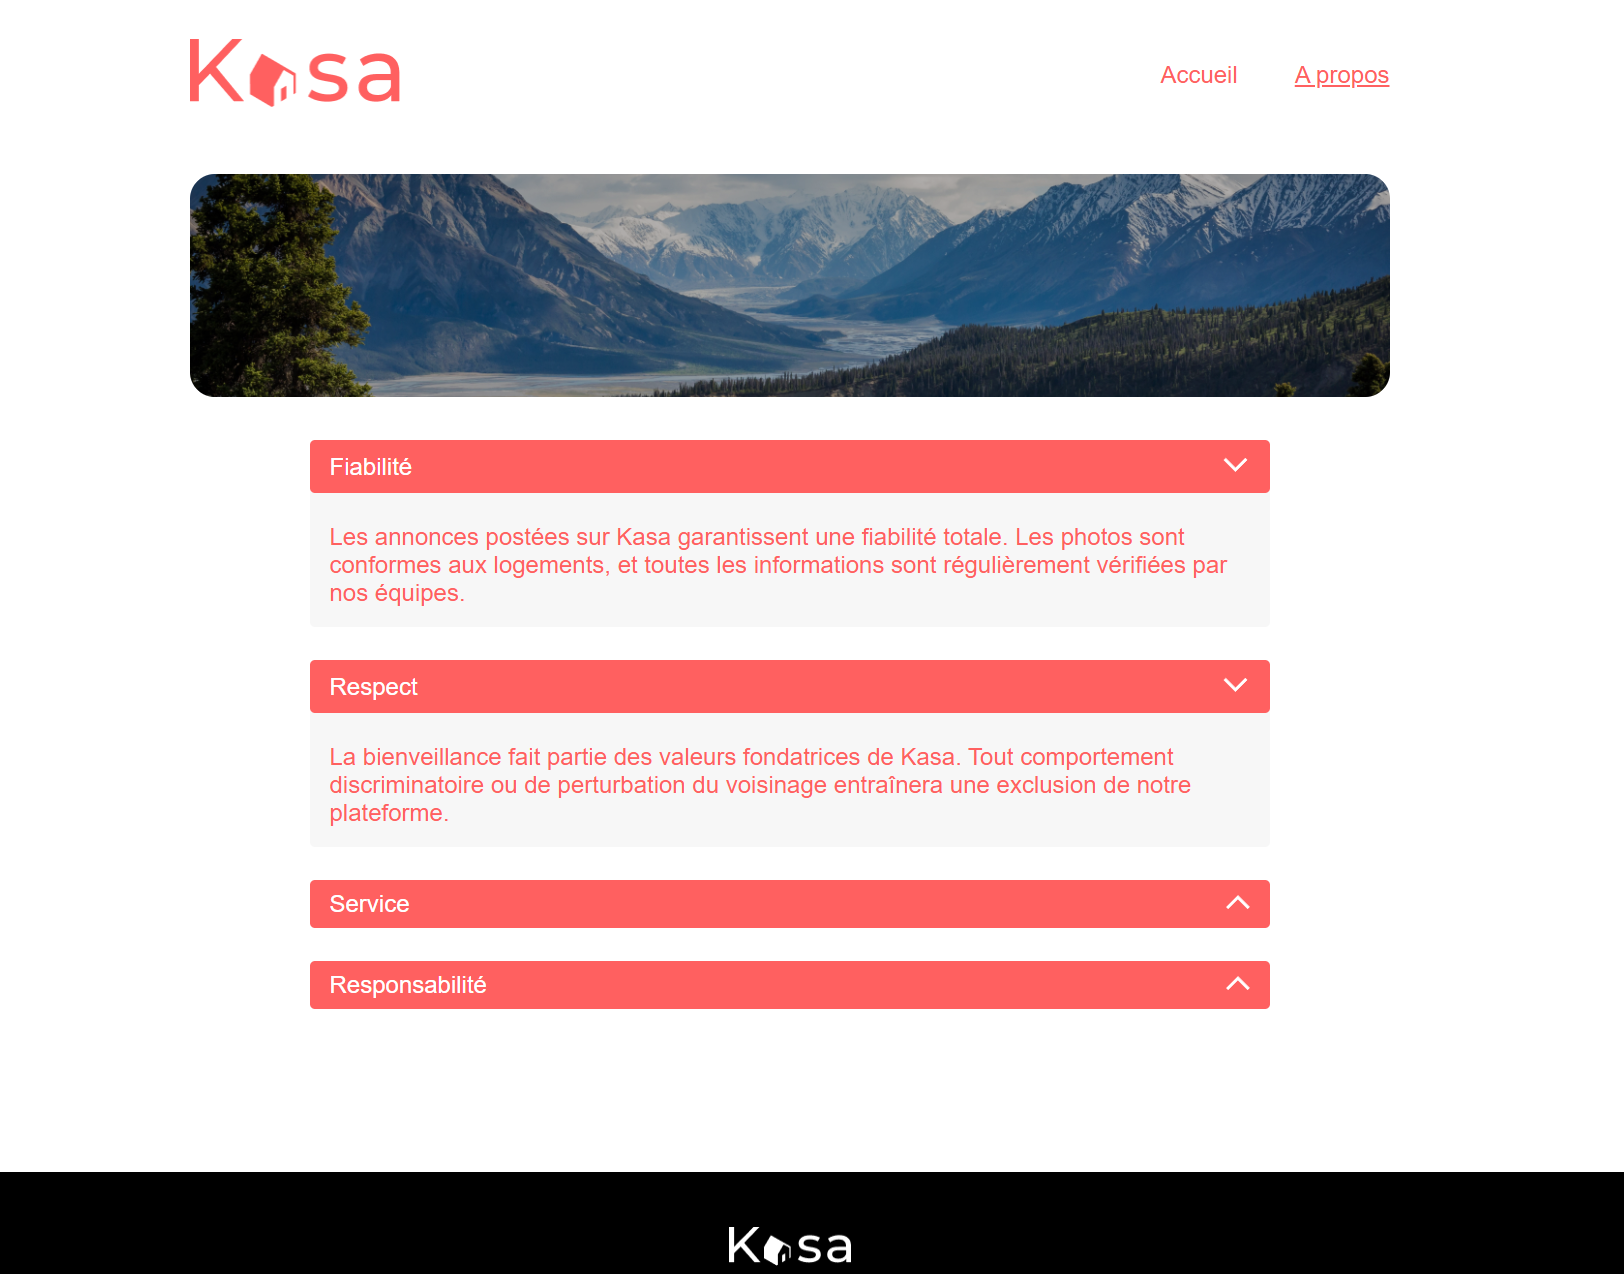 Kasa
Accueil
A propos
Fiabilité
Les annonces postées sur Kasa garantissent une fiabilité totale. Les photos sont
conformes aux logements, et toutes les informations sont régulièrement vérifiées par
nos équipes.
Respect
La bienveillance fait partie des valeurs fondatrices de Kasa. Tout comportement
discriminatoire ou de perturbation du voisinage entraînera une exclusion de notre
plateforme.
Service
Responsabilité
Kasa